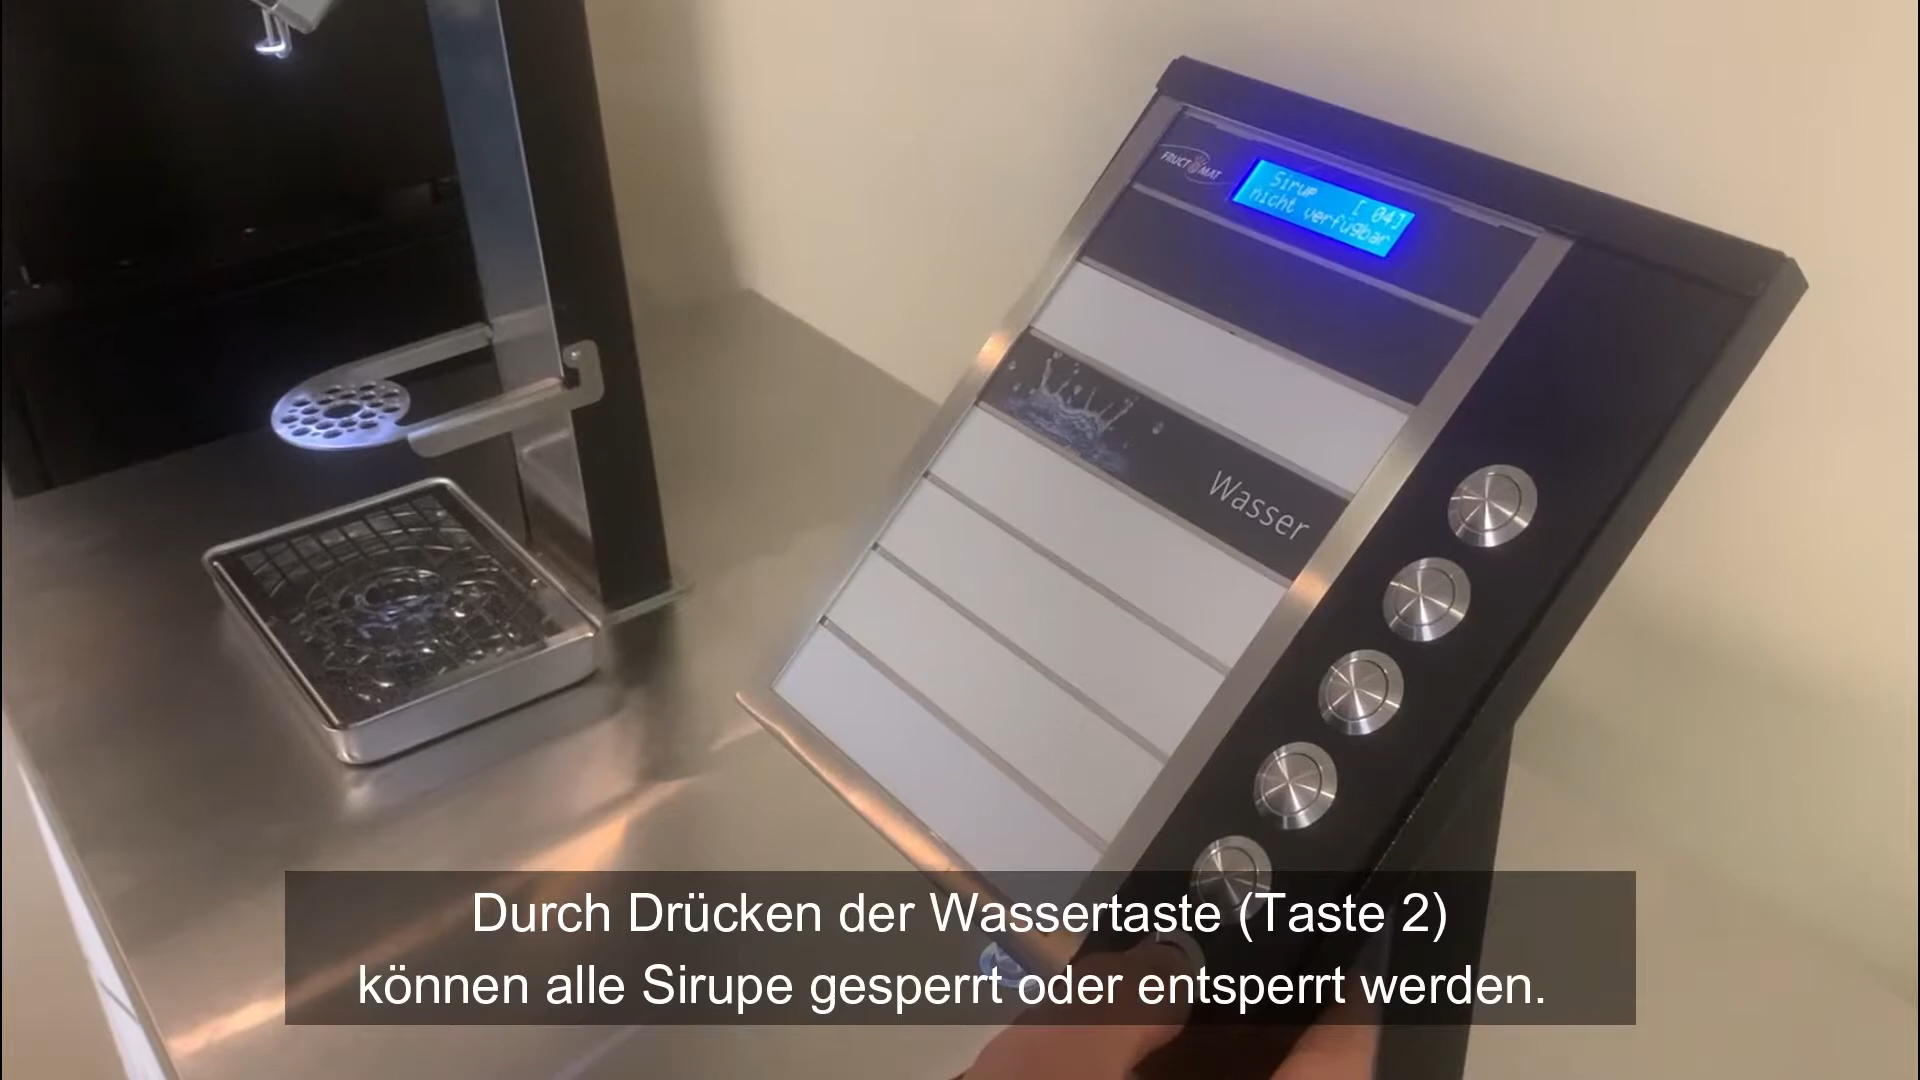 FRUCTOMAT
Sirup [ 04]
nicht verfügbar
Wasser
Durch Drücken der Wassertaste (Taste 2)
können alle Sirupe gesperrt oder entsperrt werden.